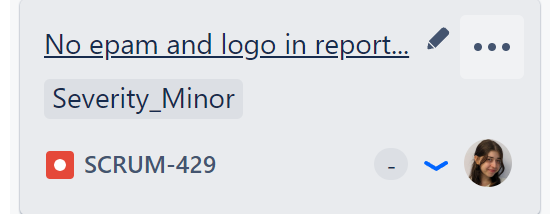 No epam and logo in report...
Severity_Minor
SCRUM-429
-